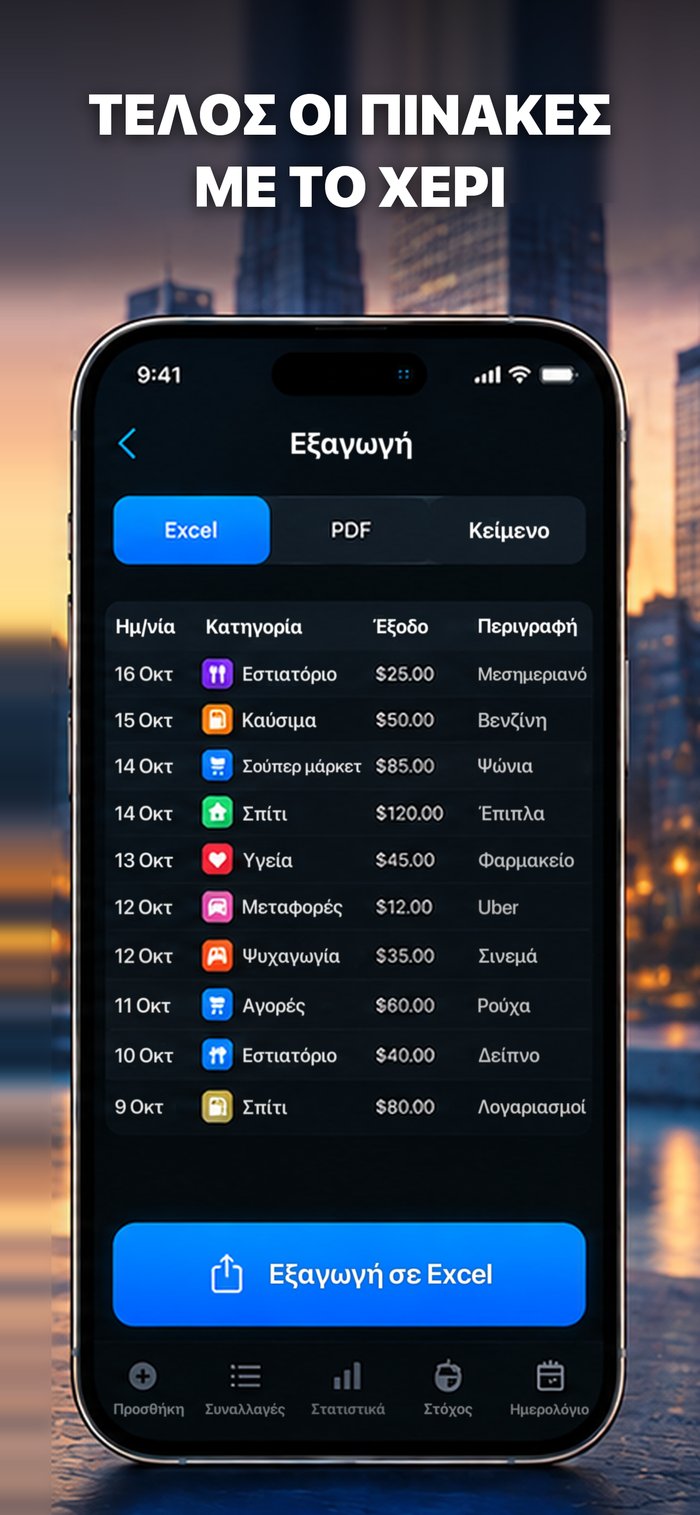 ΤΕΛΟΣ ΟΙ ΠΙΝΑΚΕΣ
ΜΕ ΤΟ ΧΕΡΙ
9:41
Εξαγωγή
Excel PDF Κείμενο
Ημ/νία Κατηγορία Έξοδο Περιγραφή
16 Οκτ Εστιατόριο $25.00 Μεσημεριανό
15 Οκτ Καύσιμα $50.00 Βενζίνη
14 Οκτ Σούπερ μάρκετ $85.00 Ψώνια
14 Οκτ Σπίτι $120.00 Έπιπλα
13 Οκτ Υγεία $45.00 Φαρμακείο
12 Οκτ Μεταφορές $12.00 Uber
12 Οκτ Ψυχαγωγία $35.00 Σινεμά
11 Οκτ Αγορές $60.00 Ρούχα
10 Οκτ Εστιατόριο $40.00 Δείπνο
9 Οκτ Σπίτι $80.00 Λογαριασμοί
Εξαγωγή σε Excel
Προσθήκη Συναλλαγές Στατιστικά Στόχος Ημερολόγιο